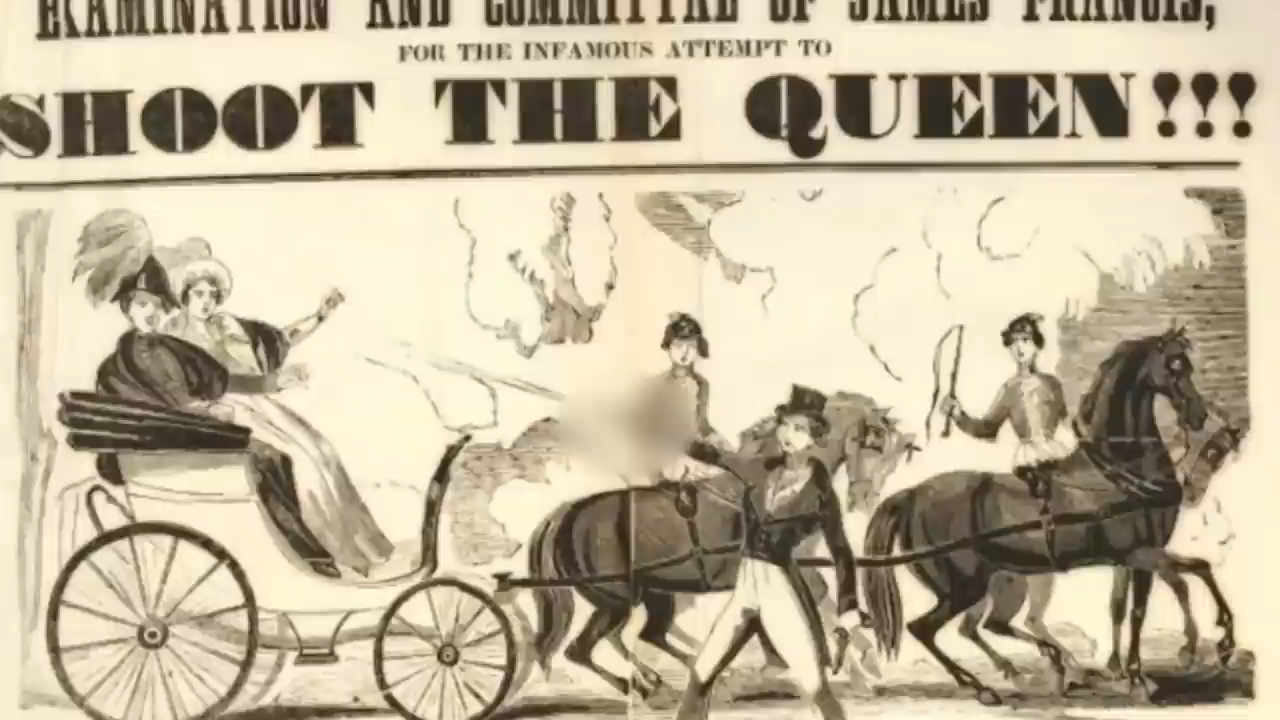 EXAMINATION AND COMMITTAL OF JAMES FRANCIS,
FOR THE INFAMOUS ATTEMPT TO
SHOOT THE QUEEN!!!